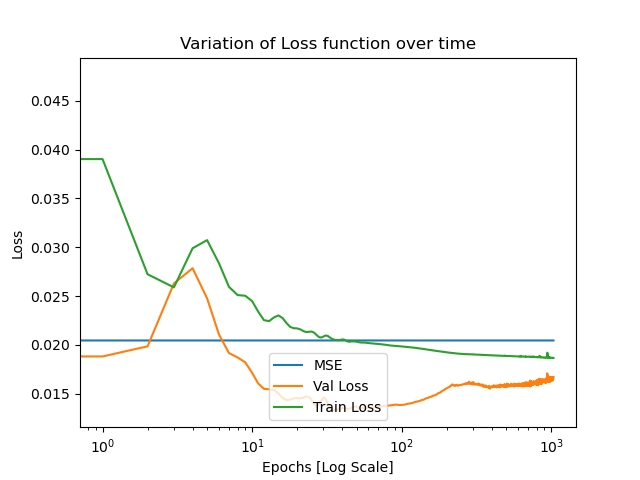 Variation of Loss function over time
Loss
0.045
0.040
0.035
0.030
0.025
0.020
0.015
MSE
Val Loss
Train Loss
10⁰
10¹
10²
10³
Epochs [Log Scale]